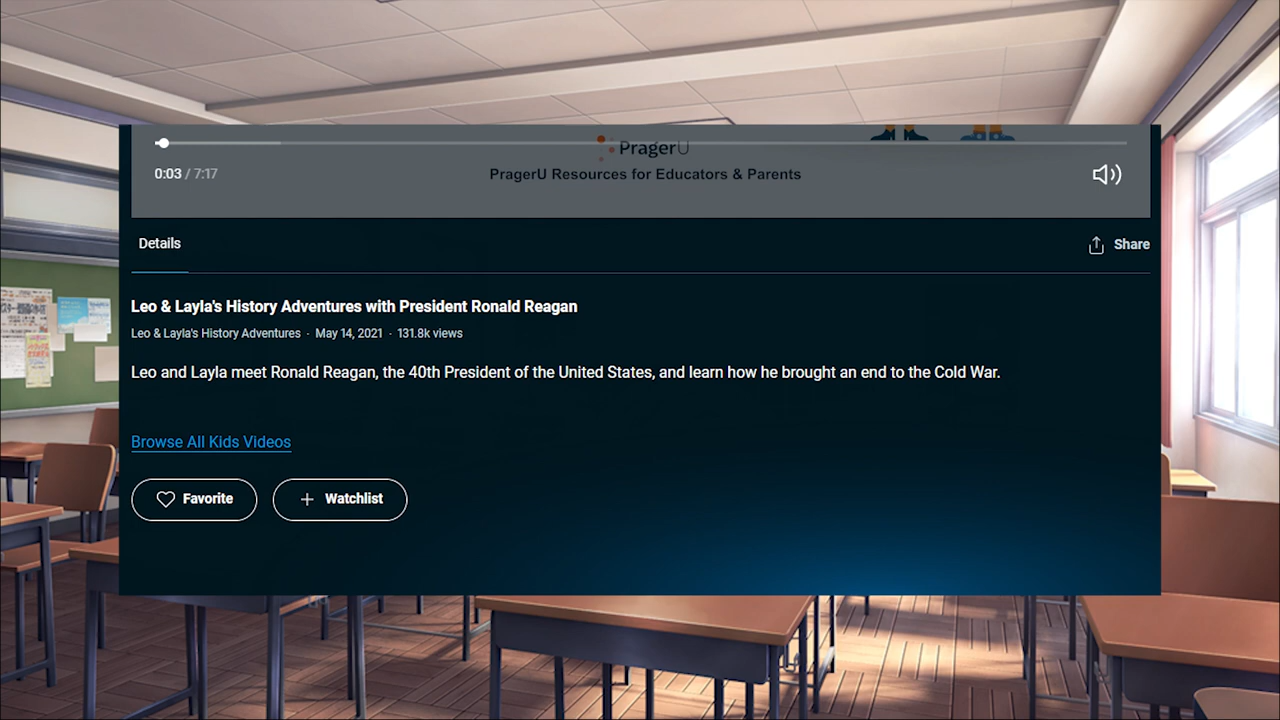 PragerU
0:03 / 7:17
PragerU Resources for Educators & Parents
Details
Share
Leo & Layla's History Adventures with President Ronald Reagan
Leo & Layla's History Adventures · May 14, 2021 · 131.8k views
Leo and Layla meet Ronald Reagan, the 40th President of the United States, and learn how he brought an end to the Cold War.
Browse All Kids Videos
Favorite
Watchlist